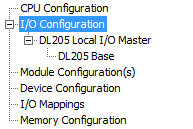 CPU Configuration
I/O Configuration
DL205 Local I/O Master
DL205 Base
Module Configuration(s)
Device Configuration
I/O Mappings
Memory Configuration